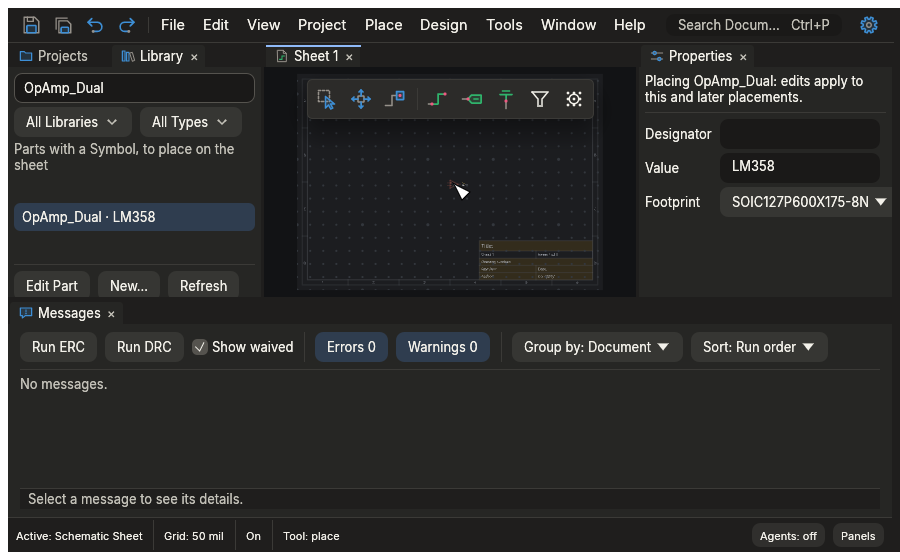 File Edit View Project Place Design Tools Window Help Search Docum... Ctrl+P
Projects Library × Sheet 1 × Properties ×
OpAmp_Dual
All Libraries All Types
Parts with a Symbol, to place on the
sheet
OpAmp_Dual · LM358
Edit Part New... Refresh
Title:
Placing OpAmp_Dual: edits apply to
this and later placements.
Designator
Value LM358
Footprint SOIC127P600X175-8N
Messages ×
Run ERC Run DRC Show waived Errors 0 Warnings 0 Group by: Document Sort: Run order
No messages.
Select a message to see its details.
Active: Schematic Sheet Grid: 50 mil On Tool: place Agents: off Panels